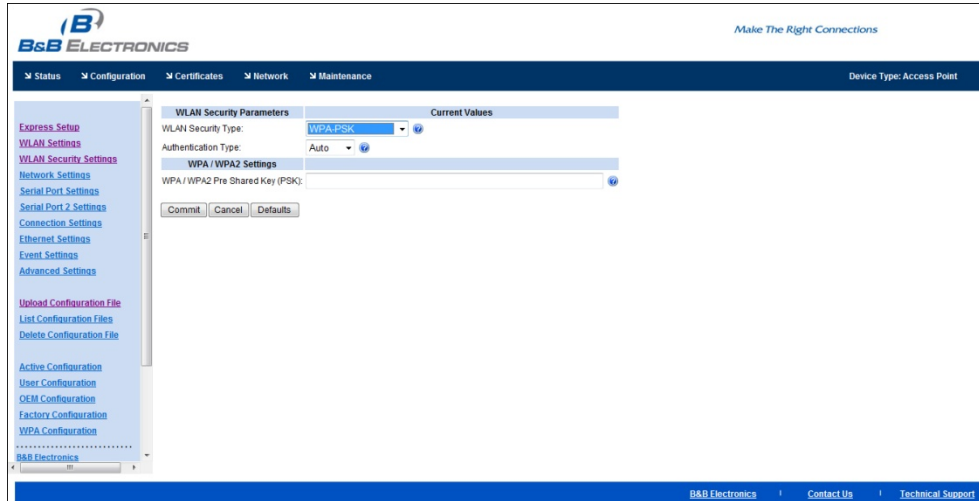 B&B ELECTRONICS
Make The Right Connections
Status Configuration Certificates Network Maintenance Device Type: Access Point
Express Setup
WLAN Settings
WLAN Security Settings
Network Settings
Serial Port Settings
Serial Port 2 Settings
Connection Settings
Ethernet Settings
Event Settings
Advanced Settings
Upload Configuration File
List Configuration Files
Delete Configuration File
Active Configuration
User Configuration
OEM Configuration
Factory Configuration
WPA Configuration
B&B Electronics
WLAN Security Parameters Current Values
WLAN Security Type: WPA-PSK
Authentication Type: Auto
WPA / WPA2 Settings
WPA / WPA2 Pre Shared Key (PSK):
Commit Cancel Defaults
B&B Electronics | Contact Us | Technical Support